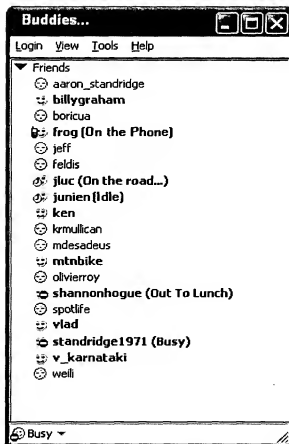 Buddies...
Login View Tools Help
Friends
aaron_standridge
billygraham
boricua
frog (On the Phone)
jeff
feldis
jluc (On the road...)
junien (Idle)
ken
krmullican
mdesadeus
mtnbike
olivierroy
shannonhogue (Out To Lunch)
spotlife
vlad
standridge1971 (Busy)
v_karnataki
weili
Busy